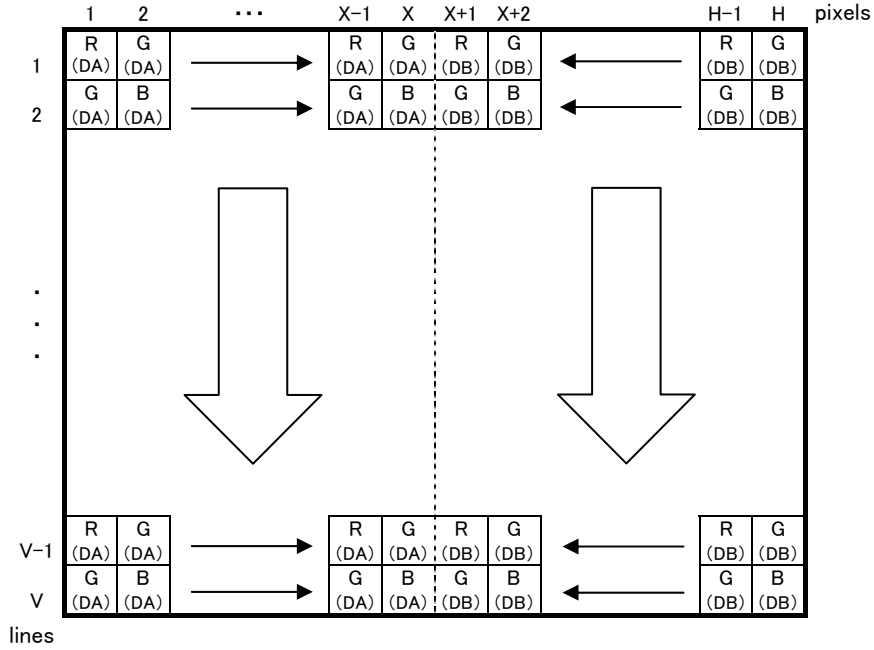 1 2 ･･･ X-1 X X+1 X+2 H-1 H pixels
R G R G R G R G
1 (DA) (DA) (DA) (DA) (DB) (DB) (DB) (DB)
G B G B G B G B
2 (DA) (DA) (DA) (DA) (DB) (DB) (DB) (DB)
･
･
･
R G R G R G R G
V-1 (DA) (DA) (DA) (DA) (DB) (DB) (DB) (DB)
G B G B G B G B
V (DA) (DA) (DA) (DA) (DB) (DB) (DB) (DB)
lines